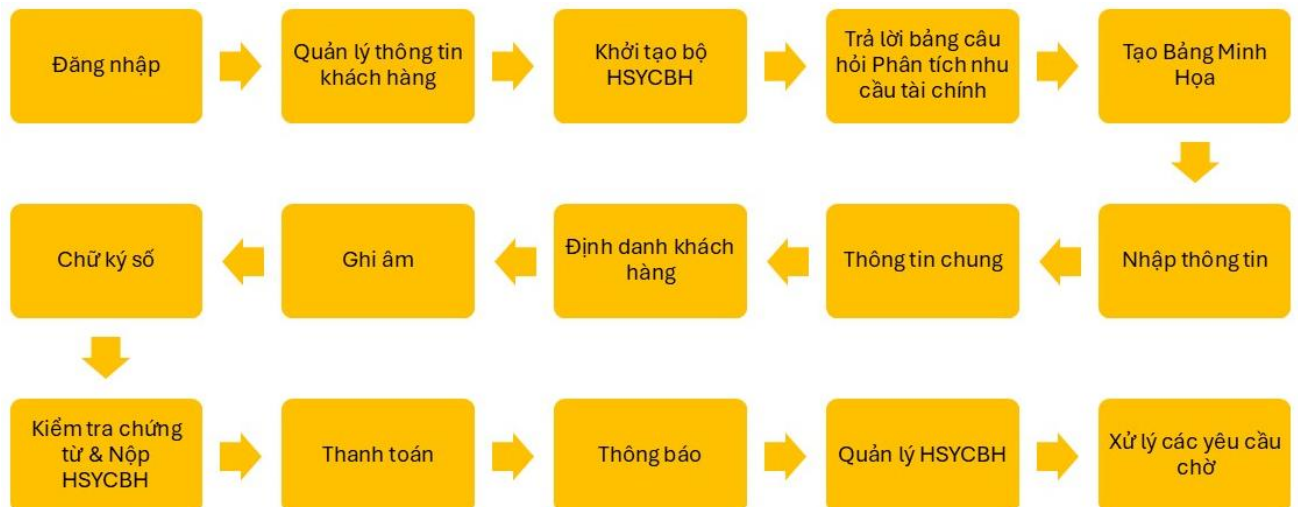 Đăng nhập
Quản lý thông tin
khách hàng
Khởi tạo bộ
HSYCBH
Trả lời bảng câu
hỏi Phân tích nhu
cầu tài chính
Tạo Bảng Minh
Họa
Nhập thông tin
Thông tin chung
Định danh khách
hàng
Ghi âm
Chữ ký số
Kiểm tra chứng
từ & Nộp
HSYCBH
Thanh toán
Thông báo
Quản lý HSYCBH
Xử lý các yêu cầu
chờ